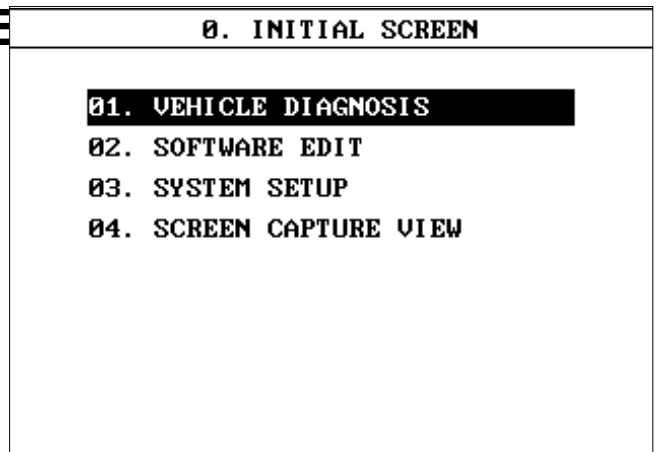 0. INITIAL SCREEN
01. VEHICLE DIAGNOSIS
02. SOFTWARE EDIT
03. SYSTEM SETUP
04. SCREEN CAPTURE VIEW